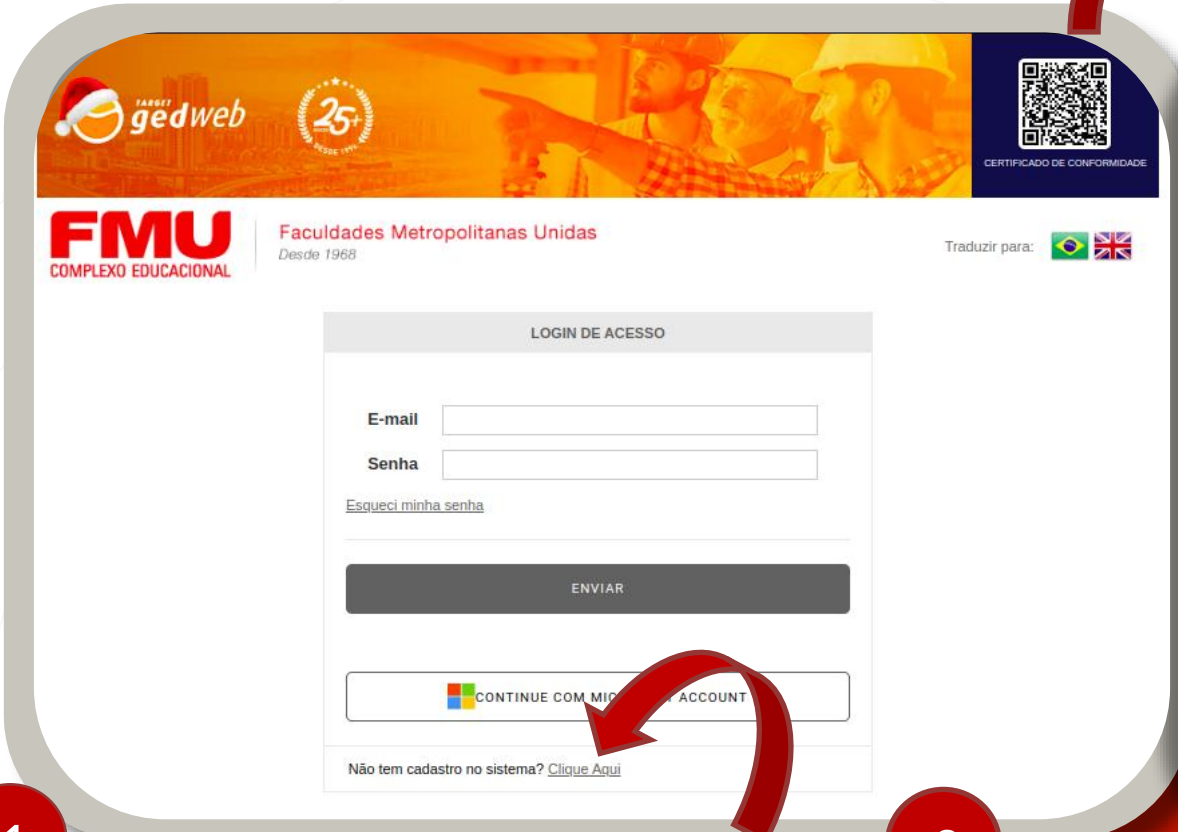 TARGET
gedweb
25+
DESDE 1996
CERTIFICADO DE CONFORMIDADE
FMU
COMPLEXO EDUCACIONAL
Faculdades Metropolitanas Unidas
Desde 1968
Traduzir para:
LOGIN DE ACESSO
E-mail
Senha
Esqueci minha senha
ENVIAR
CONTINUE COM ACCOUNT
Não tem cadastro no sistema? Clique Aqui